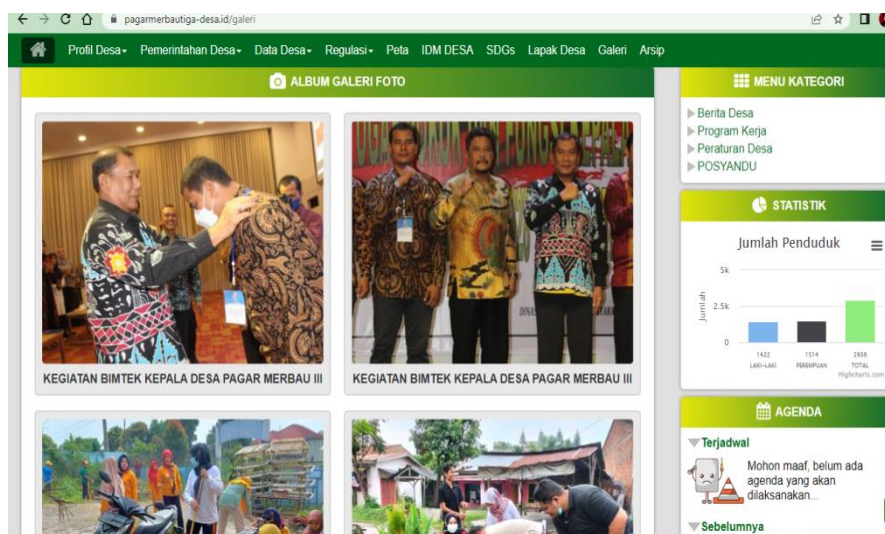 pagarmerbautiga-desa.id/galeri
Profil Desa Pemerintahan Desa Data Desa Regulasi Peta IDM DESA SDGs Lapak Desa Galeri Arsip
ALBUM GALERI FOTO
KEGIATAN BIMTEK KEPALA DESA PAGAR MERBAU III
KEGIATAN BIMTEK KEPALA DESA PAGAR MERBAU III
MENU KATEGORI
Berita Desa
Program Kerja
Peraturan Desa
POSYANDU
STATISTIK
Jumlah Penduduk
Jumlah
5k
2.5k
0
1422 1514 2936
LAKI-LAKI PEREMPUAN TOTAL
Highcharts.com
AGENDA
Terjadwal
Mohon maaf, belum ada
agenda yang akan
dilaksanakan...
Sebelumnya